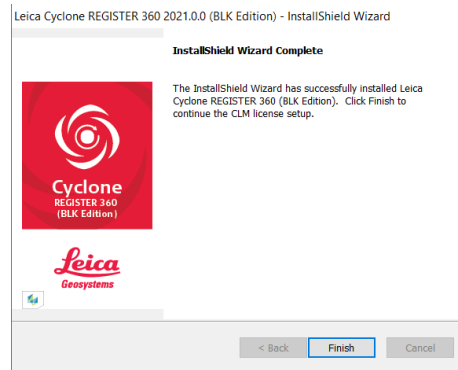 Leica Cyclone REGISTER 360 2021.0.0 (BLK Edition) - InstallShield Wizard
InstallShield Wizard Complete
The InstallShield Wizard has successfully installed Leica
Cyclone REGISTER 360 (BLK Edition). Click Finish to
continue the CLM license setup.
Cyclone
REGISTER 360
(BLK Edition)
Leica
Geosystems
< Back
Finish
Cancel